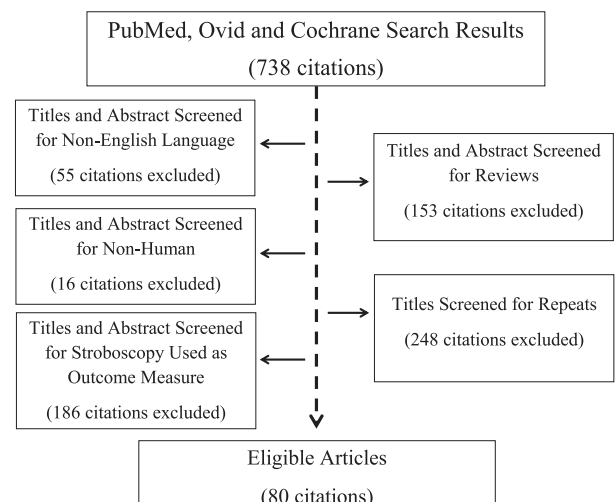 PubMed, Ovid and Cochrane Search Results
(738 citations)
Titles and Abstract Screened
for Non-English Language
(55 citations excluded)
Titles and Abstract Screened
for Reviews
(153 citations excluded)
Titles and Abstract Screened
for Non-Human
(16 citations excluded)
Titles Screened for Repeats
(248 citations excluded)
Titles and Abstract Screened
for Stroboscopy Used as
Outcome Measure
(186 citations excluded)
Eligible Articles
(80 citations)